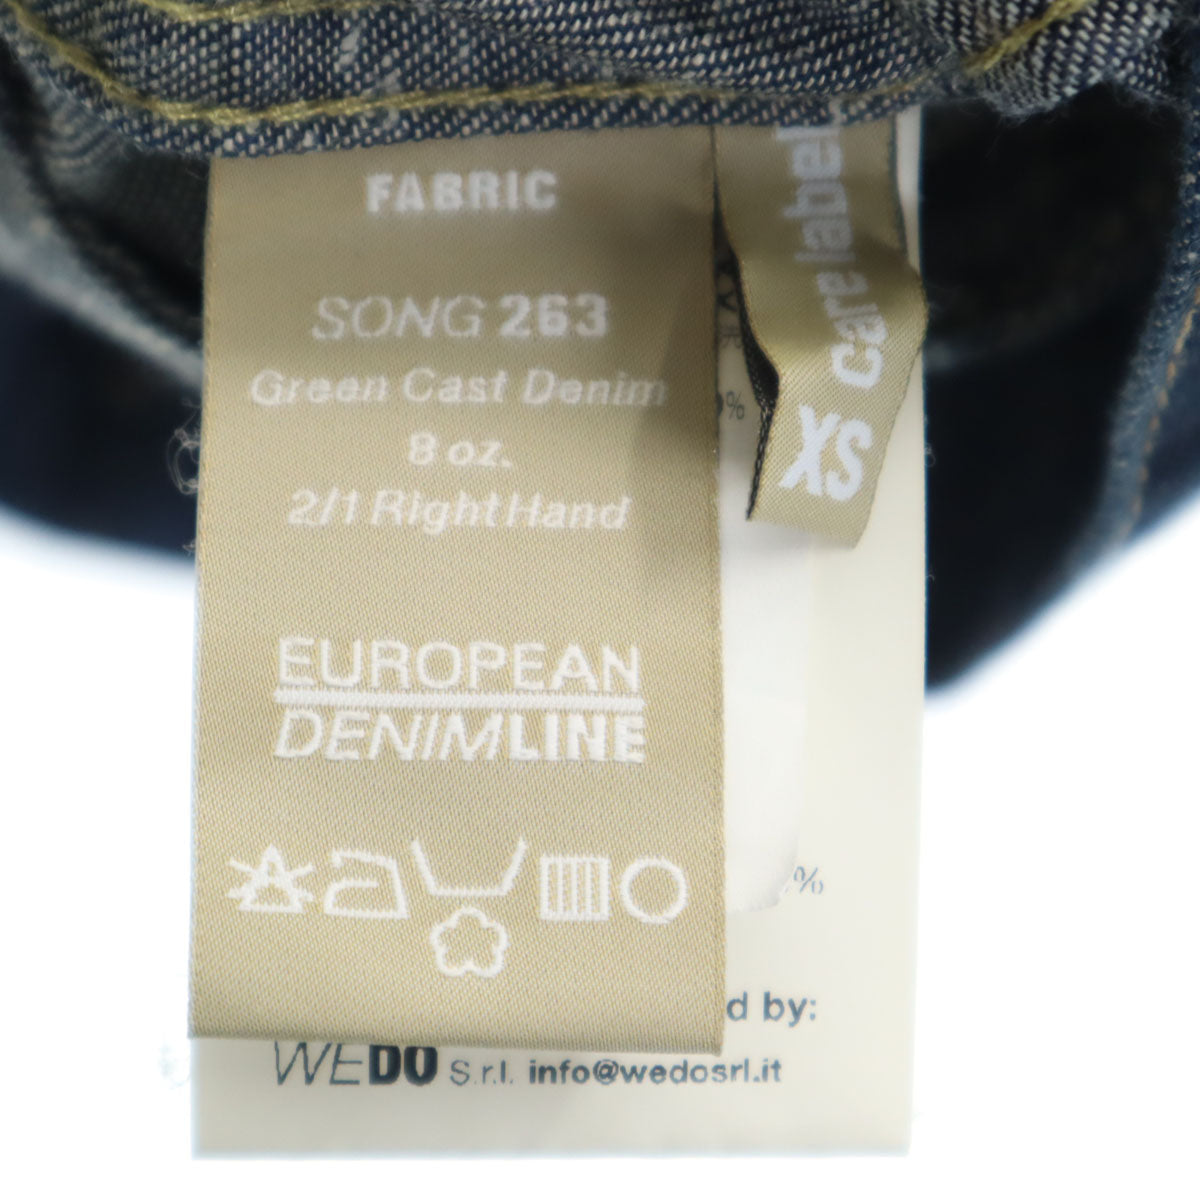 FABRIC
SONG 263
Green Cast Denim
8 oz.
2/1 Right Hand
EUROPEAN
DENIMLINE
care label
XS
%
%
d by:
WEDO S.r.l. info@wedosrl.it